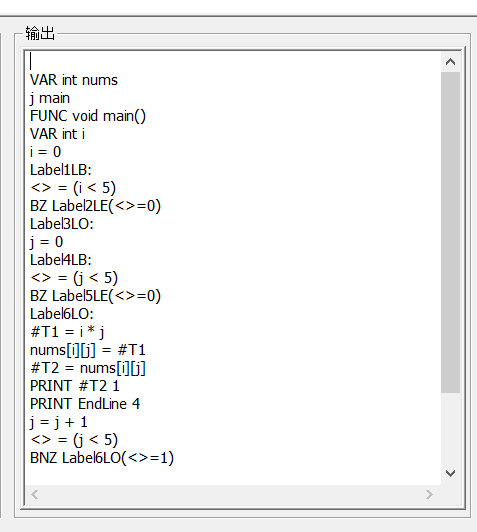 输出
VAR int nums
j main
FUNC void main()
VAR int i
i = 0
Label1LB:
<> = (i < 5)
BZ Label2LE(<>=0)
Label3LO:
j = 0
Label4LB:
<> = (j < 5)
BZ Label5LE(<>=0)
Label6LO:
#T1 = i * j
nums[i][j] = #T1
#T2 = nums[i][j]
PRINT #T2 1
PRINT EndLine 4
j = j + 1
<> = (j < 5)
BNZ Label6LO(<>=1)